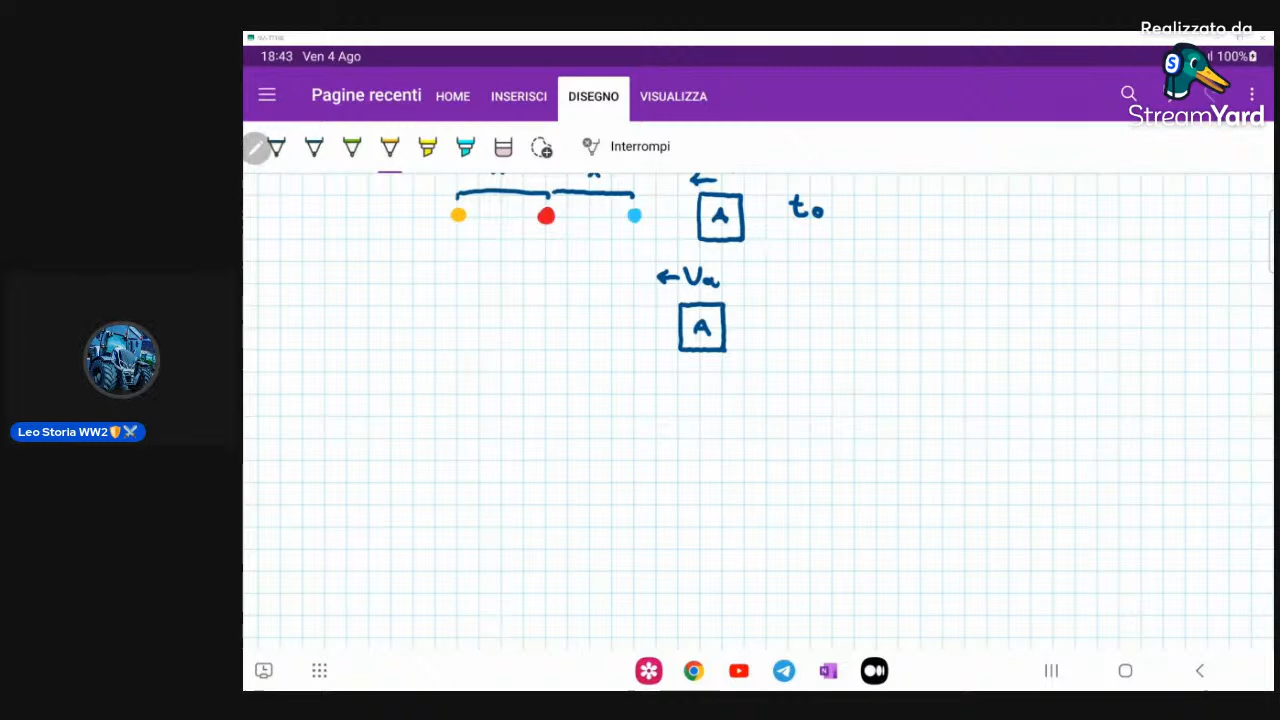 Realizzato da
StreamYard
18:43 Ven 4 Ago
100%
Pagine recenti HOME INSERISCI DISEGNO VISUALIZZA
Interrompi
A t₀
←Va
A
Leo Storia WW2